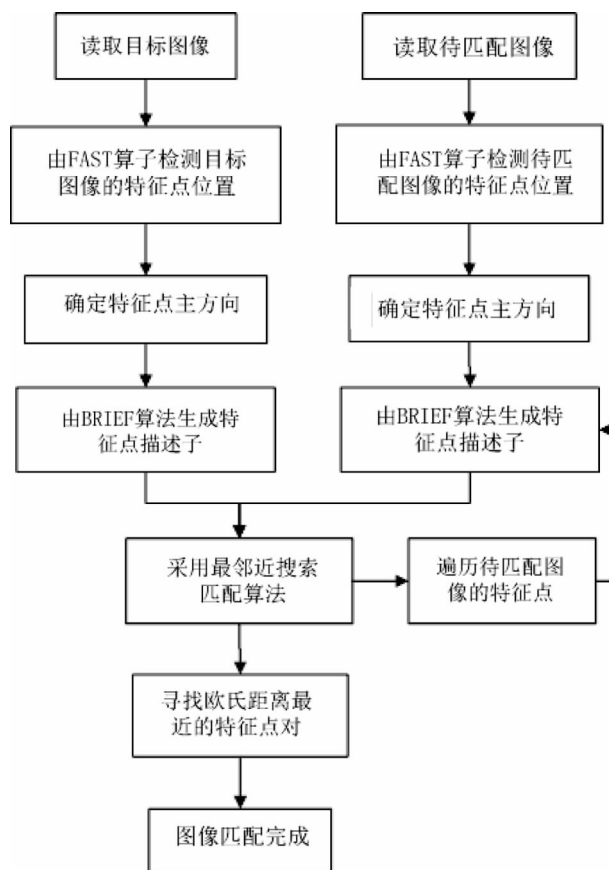 读取目标图像
读取待匹配图像
由FAST算子检测目标
图像的特征点位置
由FAST算子检测待匹
配图像的特征点位置
确定特征点主方向
确定特征点主方向
由BRIEF算法生成特
征点描述子
由BRIEF算法生成特
征点描述子
采用最邻近搜索
匹配算法
遍历待匹配图
像的特征点
寻找欧氏距离最
近的特征点对
图像匹配完成